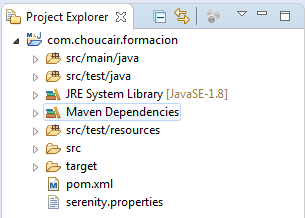 Project Explorer
com.choucair.formacion
src/main/java
src/test/java
JRE System Library [JavaSE-1.8]
Maven Dependencies
src/test/resources
src
target
pom.xml
serenity.properties